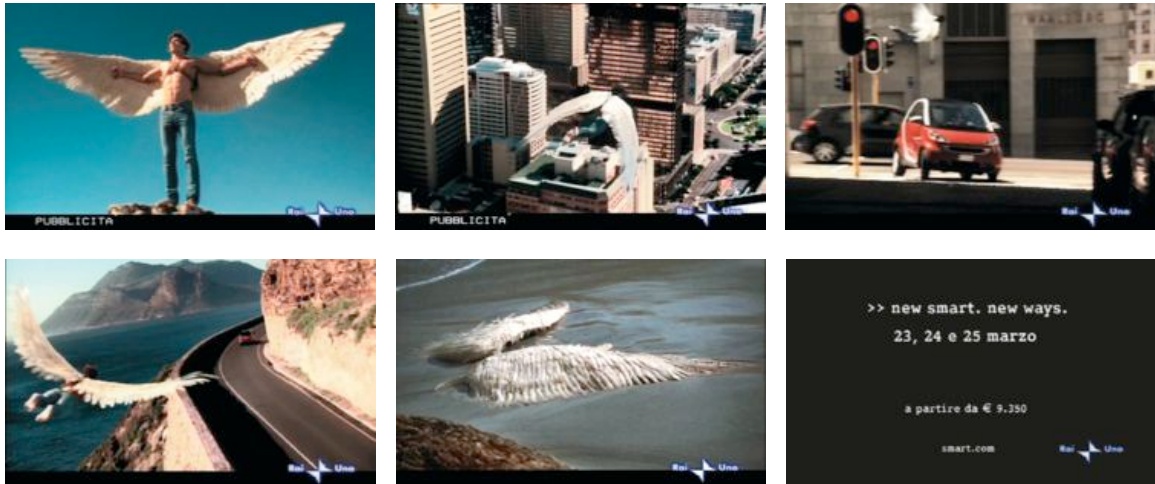 PUBBLICITA
Rai Uno
PUBBLICITA
Rai Uno
Rai Uno
Rai Uno
Rai Uno
>> new smart. new ways.
23, 24 e 25 marzo
a partire da € 9.350
smart.com
Rai Uno